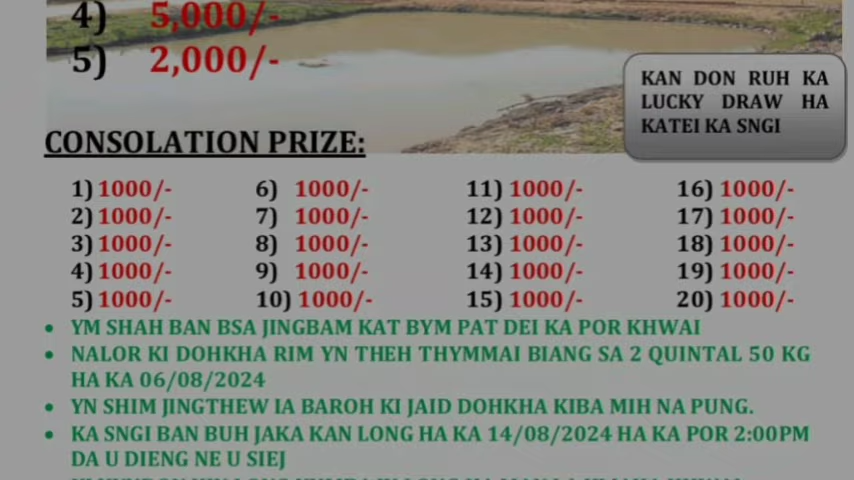 4) 5,000/-
5) 2,000/-
KAN DON RUH KA
LUCKY DRAW HA
KATEI KA SNGI
CONSOLATION PRIZE:
1) 1000/- 6) 1000/- 11) 1000/- 16) 1000/-
2) 1000/- 7) 1000/- 12) 1000/- 17) 1000/-
3) 1000/- 8) 1000/- 13) 1000/- 18) 1000/-
4) 1000/- 9) 1000/- 14) 1000/- 19) 1000/-
5) 1000/- 10) 1000/- 15) 1000/- 20) 1000/-
• YM SHAH BAN BSA JINGBAM KAT BYM PAT DEI KA POR KHWAI
• NALOR KI DOHKHA RIM YN THEH THYMMAI BIANG SA 2 QUINTAL 50 KG
HA KA 06/08/2024
• YN SHIM JINGTHEW IA BAROH KI JAID DOHKHA KIBA MIH NA PUNG.
• KA SNGI BAN BUH JAKA KAN LONG HA KA 14/08/2024 HA KA POR 2:00PM
DA U DIENG NE U SIEJ